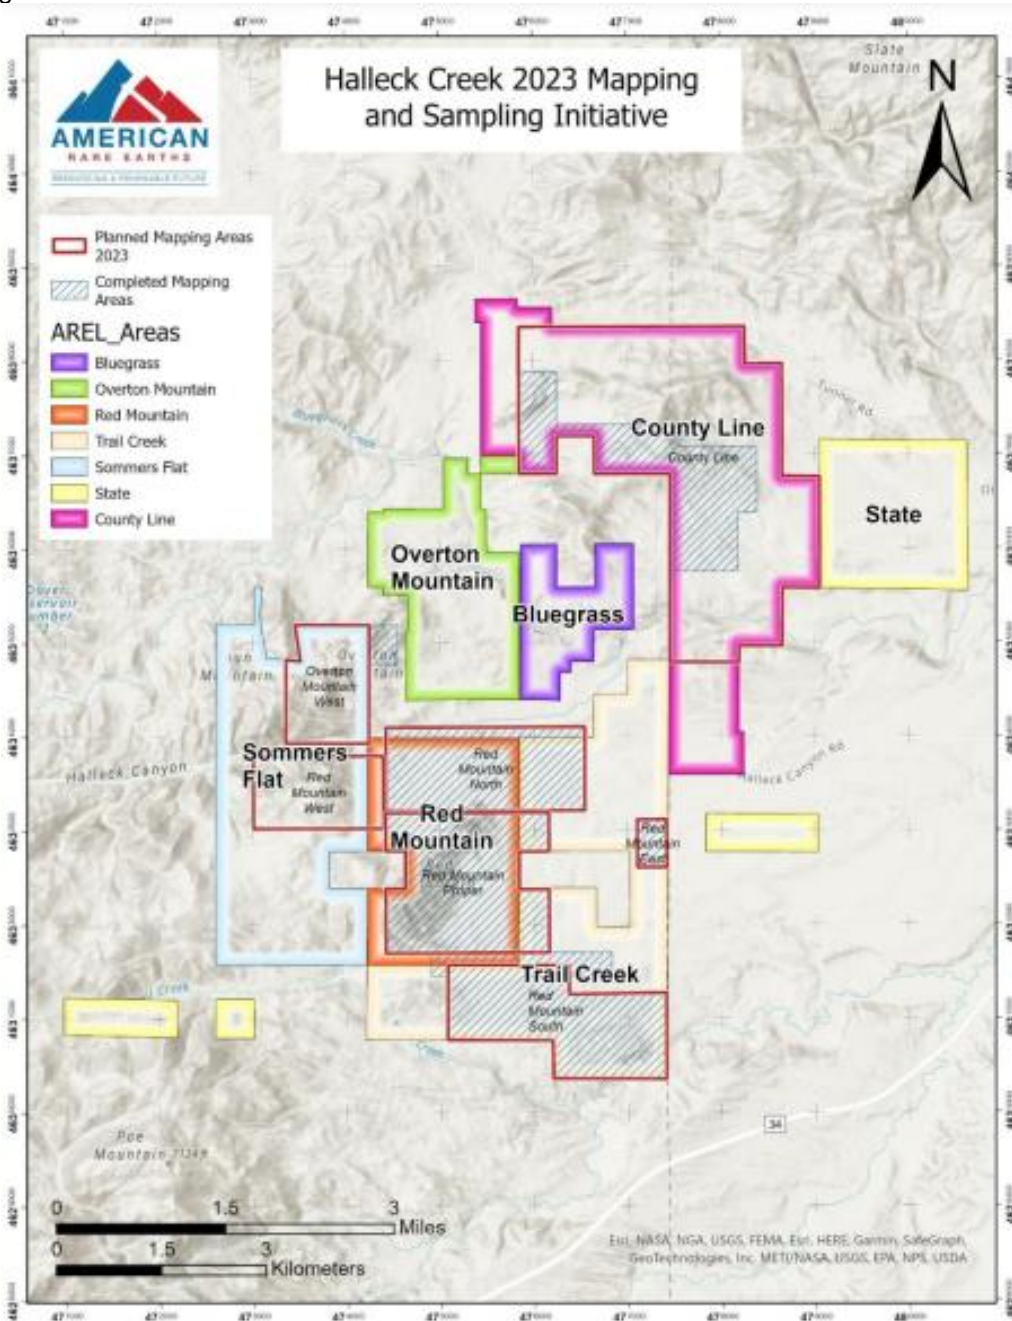 Halleck Creek 2023 Mapping
and Sampling Initiative
AMERICAN
RARE EARTHS
N
Slate
Mountain
Planned Mapping Areas
2023
Completed Mapping
Areas
AREL_Areas
Bluegrass
Overton Mountain
Red Mountain
Trail Creek
Sommers Flat
State
County Line
Bluegrass Creek
County Line
County Line
State
Overton
Mountain
Bluegrass
Overton
Mountain
West
Sommers
Flat
Halleck Canyon
Red
Mountain
West
Red
Mountain
North
Halleck Canyon Rd
Red
Mountain
Red Mountain
Proper
Red
Mountain
East
Trail Creek
Red
Mountain
South
Creek
Creek
34
Poe
Mountain
0 1.5 3
Miles
0 1.5 3
Kilometers
Esri, NASA, NGA, USGS, FEMA, Esri, HERE, Garmin, SafeGraph,
GeoTechnologies, Inc, METI/NASA, USGS, EPA, NPS, USDA